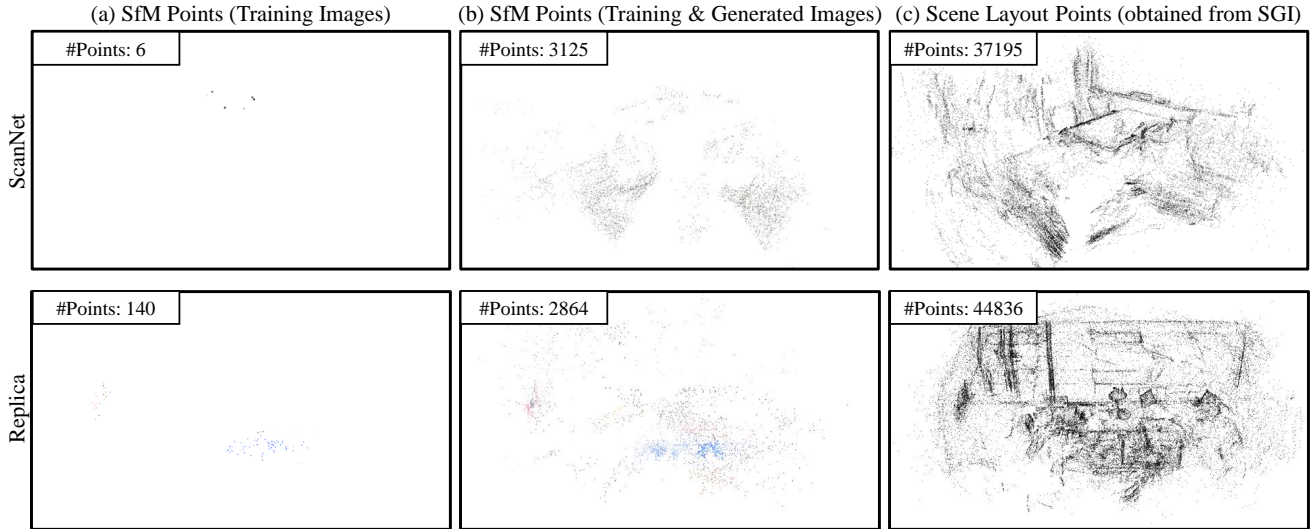 (a) SfM Points (Training Images)
(b) SfM Points (Training & Generated Images)
(c) Scene Layout Points (obtained from SGI)
ScanNet
#Points: 6
#Points: 3125
#Points: 37195
Replica
#Points: 140
#Points: 2864
#Points: 44836